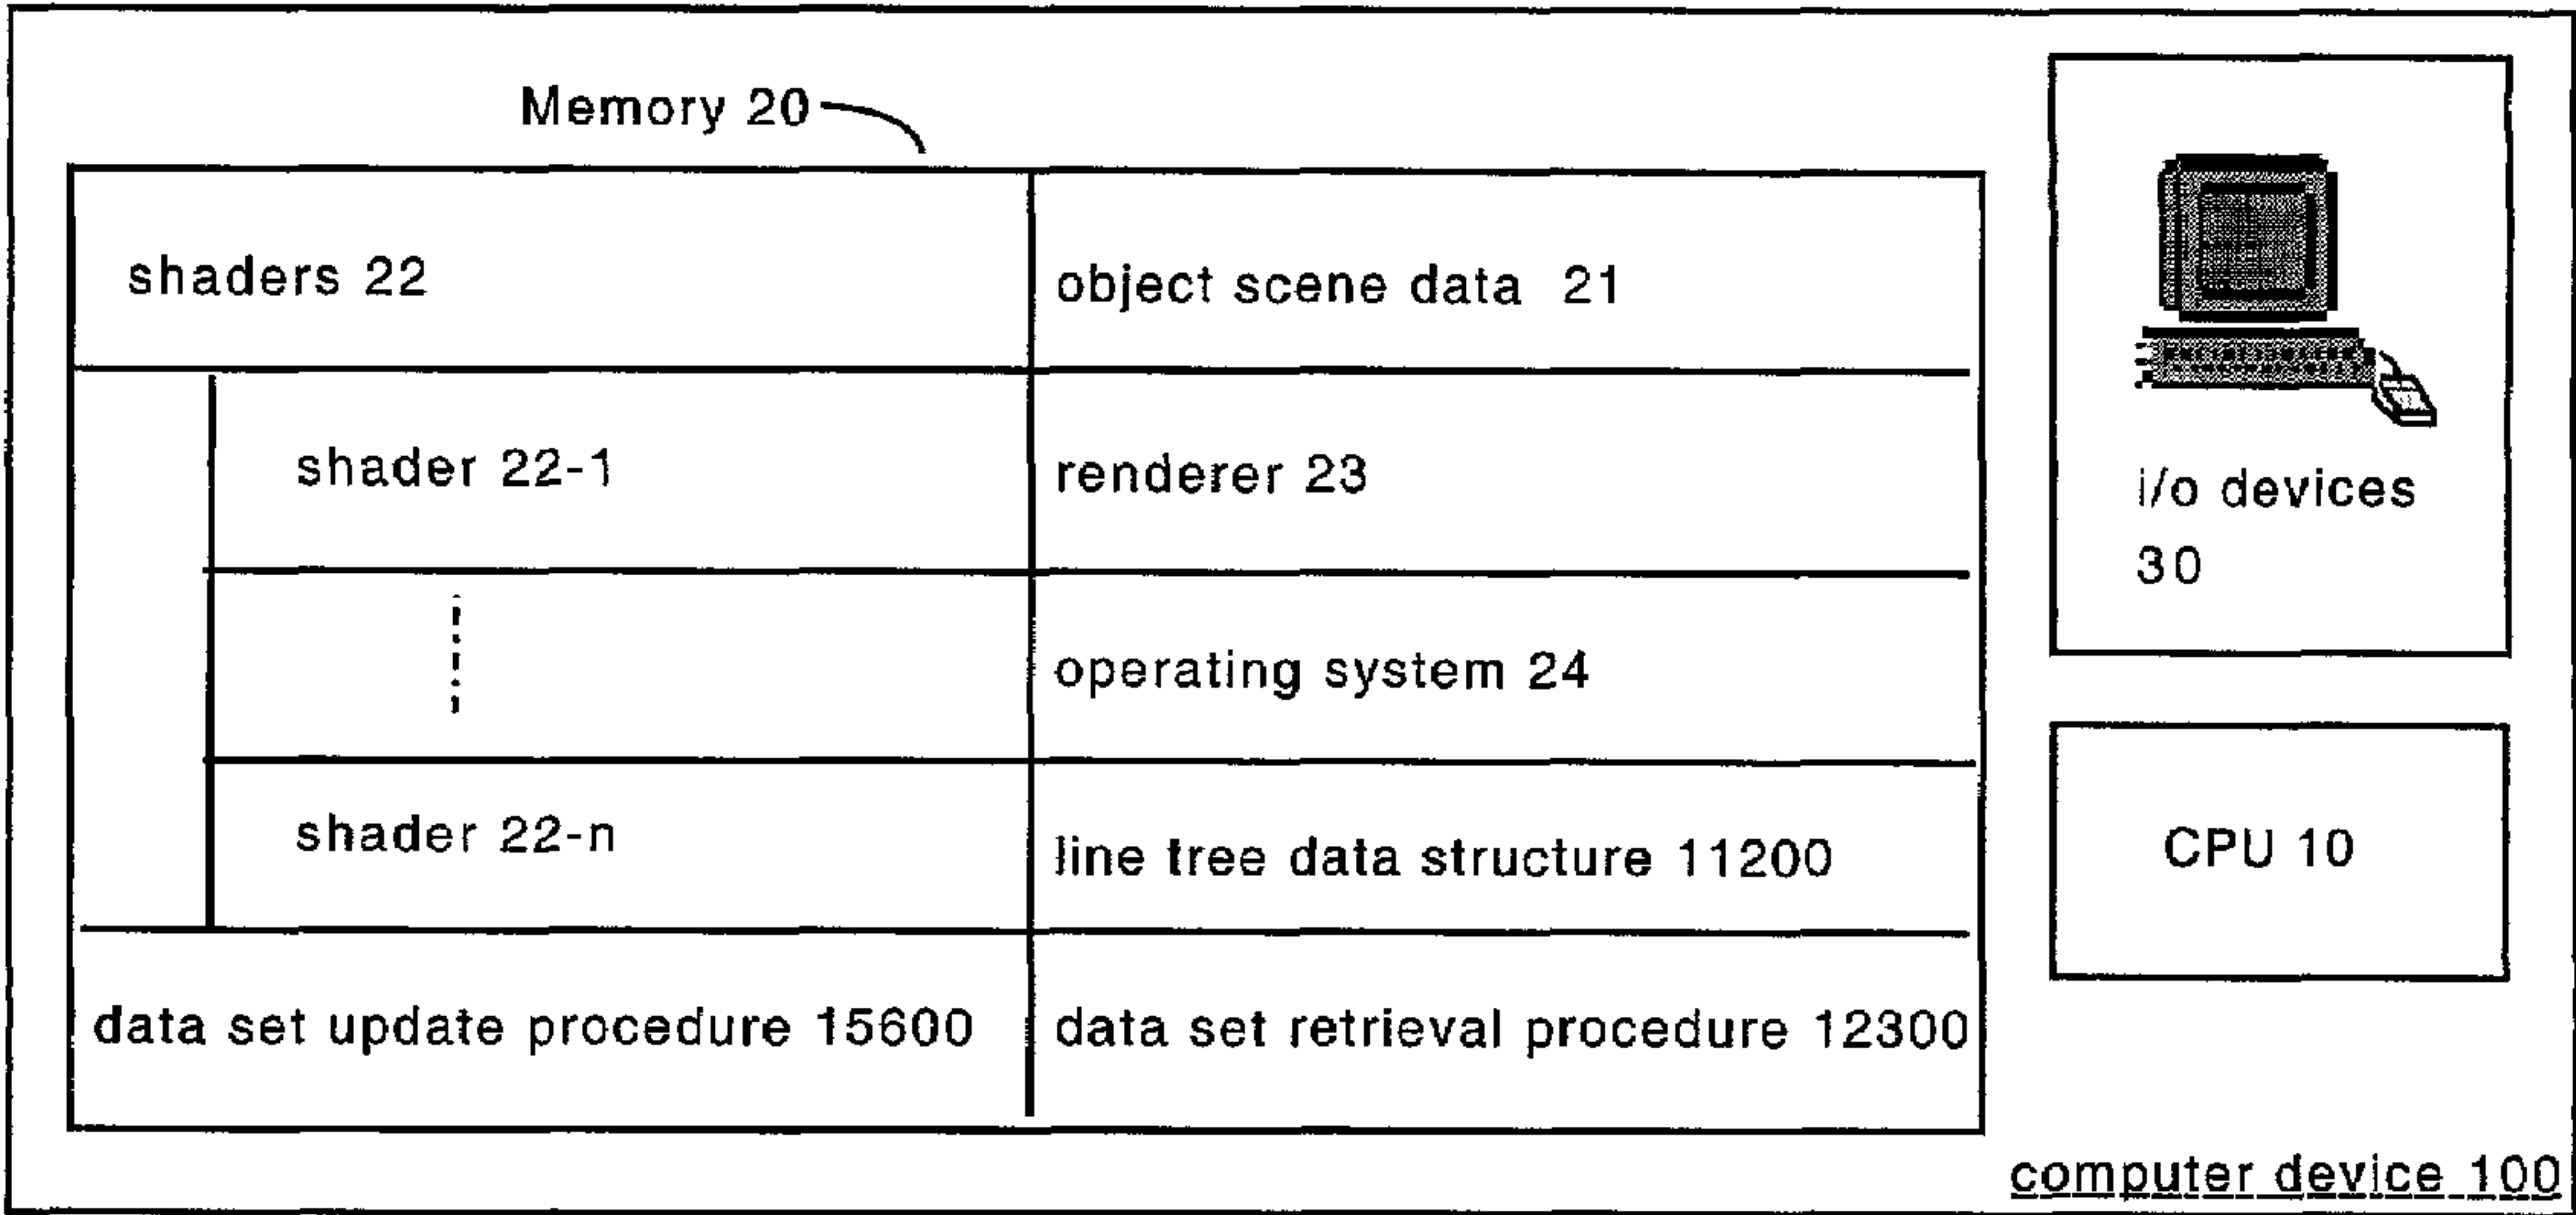 Memory 20
shaders 22
object scene data 21
shader 22-1
renderer 23
operating system 24
shader 22-n
line tree data structure 11200
data set update procedure 15600
data set retrieval procedure 12300
i/o devices
30
CPU 10
computer device 100